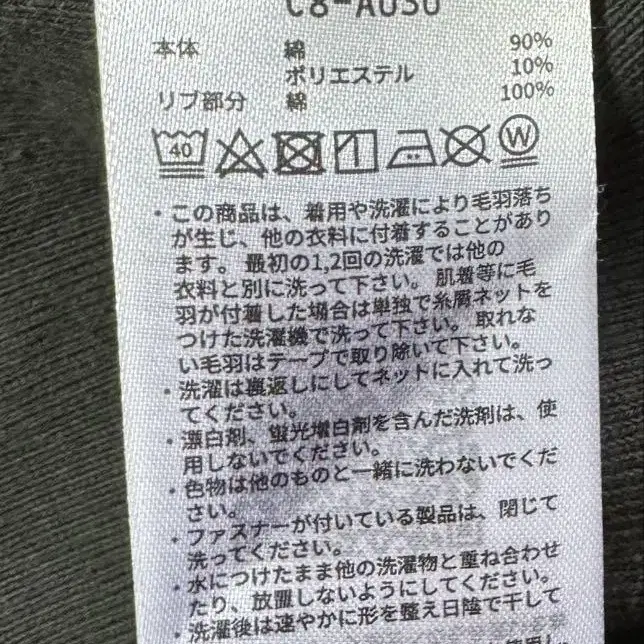 C8-A030
本体 綿 90%
ポリエステル 10%
リブ部分 綿 100%
40
W
・この商品は、着用や洗濯により毛羽落ち
が生じ、他の衣料に付着することがあり
ます。最初の1,2回の洗濯では他の
衣料と別に洗って下さい。肌着等に毛
羽が付着した場合は単独で糸屑ネットを
つけた洗濯機で洗って下さい。取れな
い毛羽はテープで取り除いて下さい。
・洗濯は裏返しにしてネットに入れて洗っ
てください。
・漂白剤、蛍光増白剤を含んだ洗剤は、使
用しないでください。
・色物は他のものと一緒に洗わないでくだ
さい。
・ファスナーが付いている製品は、閉じて
洗ってください。
・水につけたまま他の洗濯物と重ね合わせ
たり、放置しないようにしてください。
・洗濯後は速やかに形を整え日陰で干して